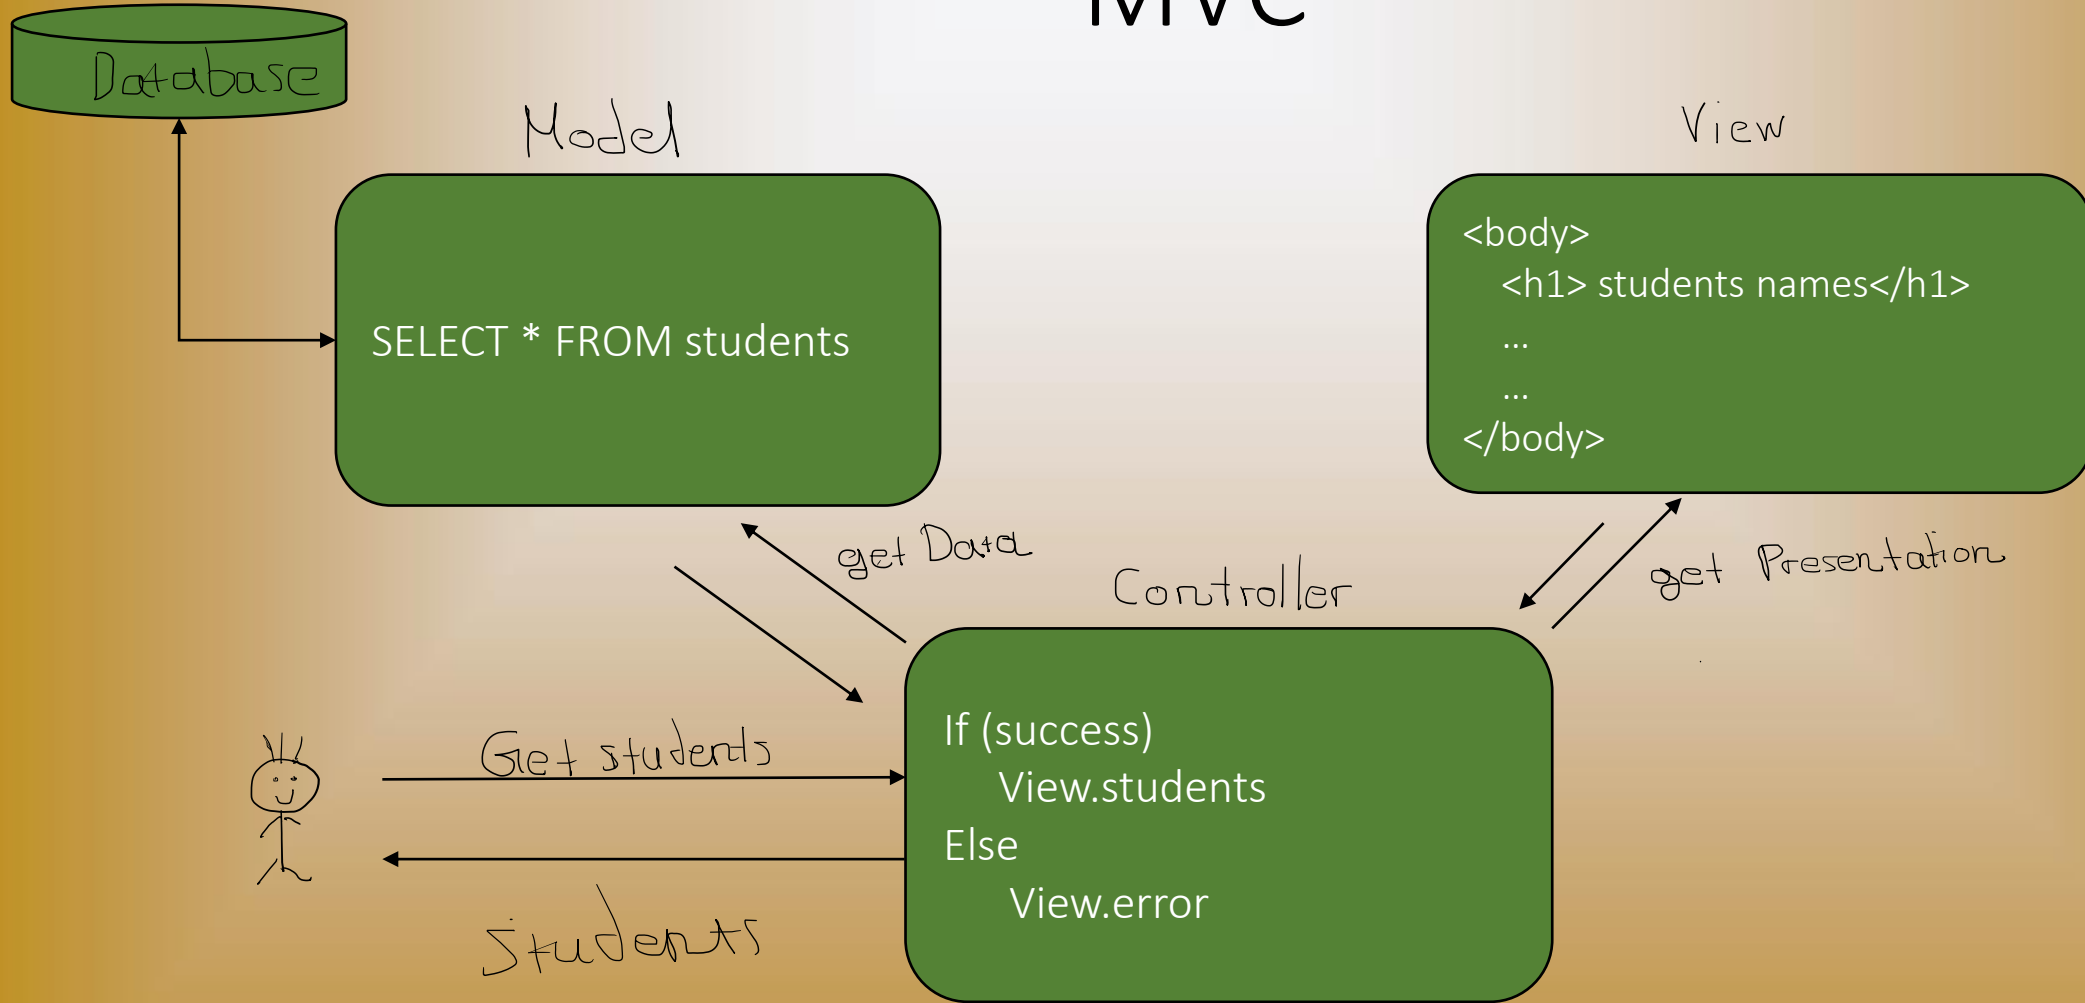 MVC
Database
Model
View
SELECT * FROM students
<body>
<h1> students names</h1>
...
...
</body>
get Data
get Presentation
Controller
Get students
students
If (success)
View.students
Else
View.error